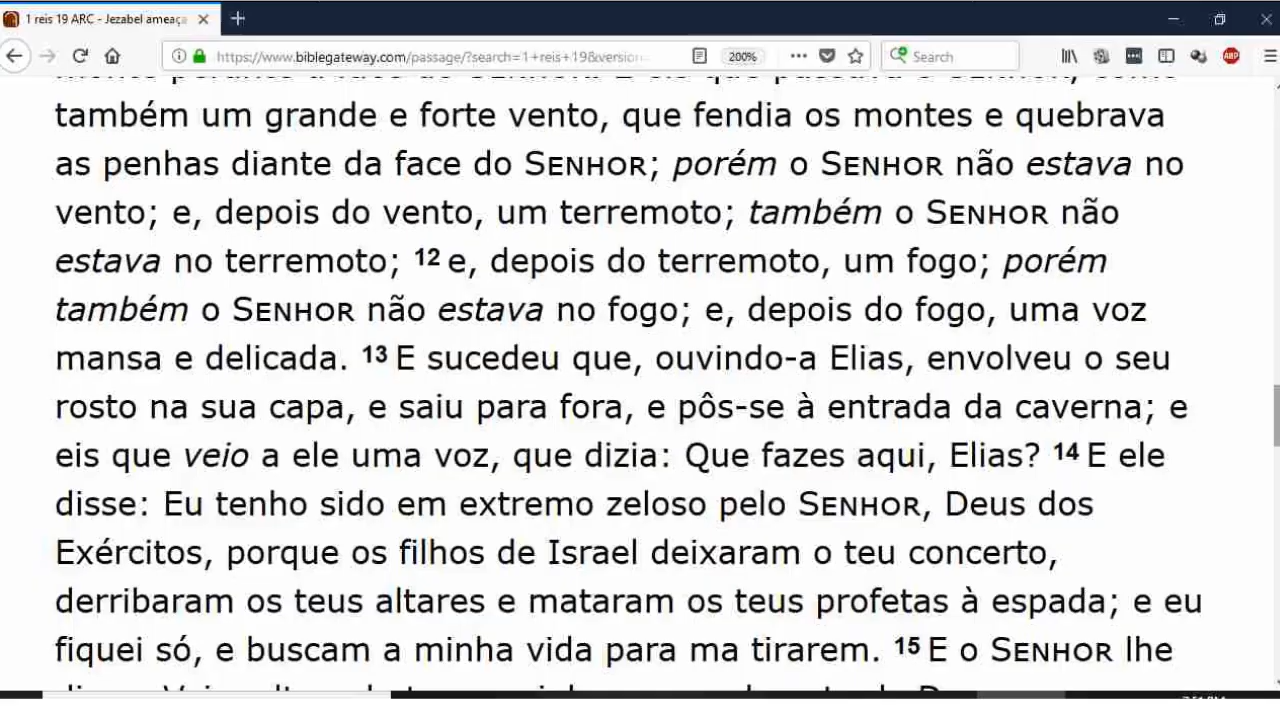 1 reis 19 ARC - Jezabel ameaça
https://www.biblegateway.com/passage/?search=1+reis+19&version
200%
Search
ABP
também um grande e forte vento, que fendia os montes e quebrava
as penhas diante da face do SENHOR; porém o SENHOR não estava no
vento; e, depois do vento, um terremoto; também o SENHOR não
estava no terremoto; 12 e, depois do terremoto, um fogo; porém
também o SENHOR não estava no fogo; e, depois do fogo, uma voz
mansa e delicada. 13 E sucedeu que, ouvindo-a Elias, envolveu o seu
rosto na sua capa, e saiu para fora, e pôs-se à entrada da caverna; e
eis que veio a ele uma voz, que dizia: Que fazes aqui, Elias? 14 E ele
disse: Eu tenho sido em extremo zeloso pelo SENHOR, Deus dos
Exércitos, porque os filhos de Israel deixaram o teu concerto,
derribaram os teus altares e mataram os teus profetas à espada; e eu
fiquei só, e buscam a minha vida para ma tirarem. 15 E o SENHOR lhe